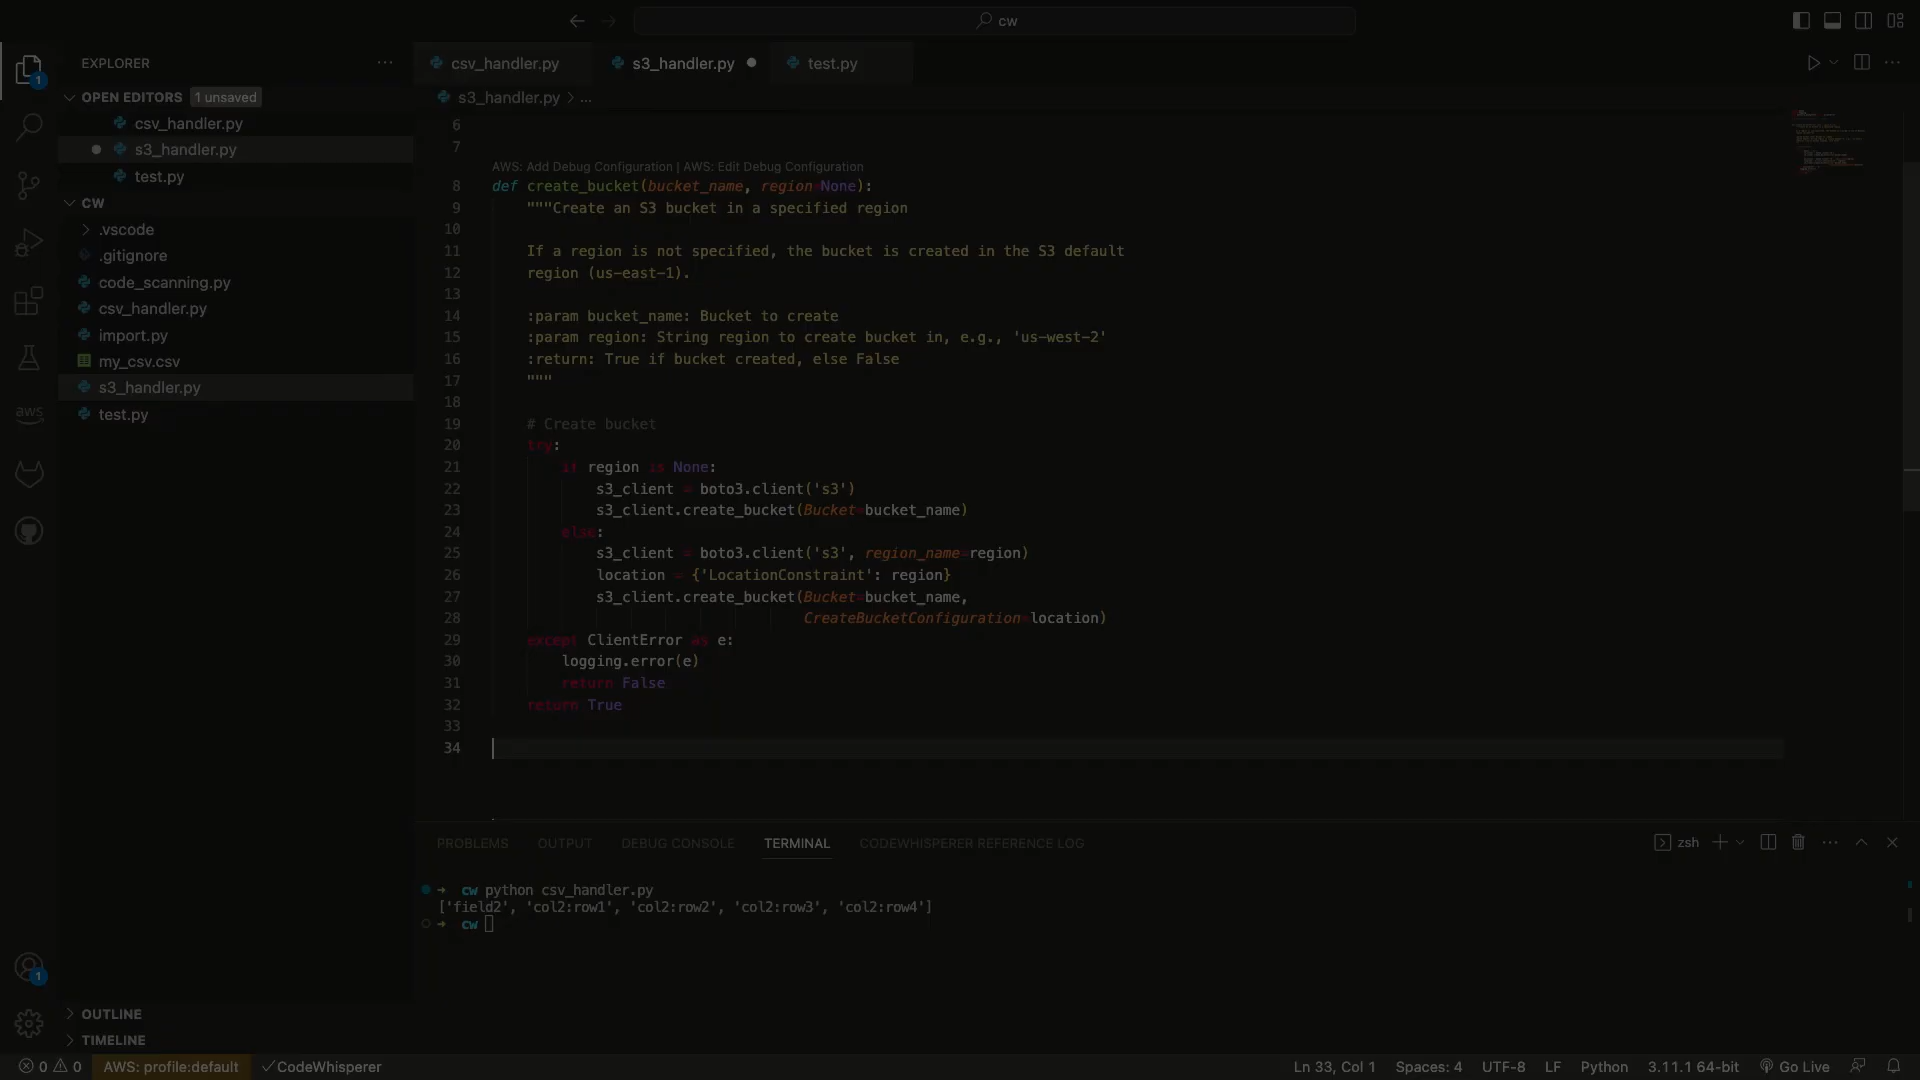 cw
EXPLORER
csv_handler.py
s3_handler.py
test.py
OPEN EDITORS 1 unsaved
csv_handler.py
s3_handler.py
test.py
CW
.vscode
.gitignore
code_scanning.py
csv_handler.py
import.py
my_csv.csv
s3_handler.py
test.py
OUTLINE
TIMELINE
s3_handler.py > ...
6
7
AWS: Add Debug Configuration | AWS: Edit Debug Configuration
8 def create_bucket(bucket_name, region=None):
9 """Create an S3 bucket in a specified region
10
11 If a region is not specified, the bucket is created in the S3 default
12 region (us-east-1).
13
14 :param bucket_name: Bucket to create
15 :param region: String region to create bucket in, e.g., 'us-west-2'
16 :return: True if bucket created, else False
17 """
18
19 # Create bucket
20 try:
21 if region is None:
22 s3_client = boto3.client('s3')
23 s3_client.create_bucket(Bucket=bucket_name)
24 else:
25 s3_client = boto3.client('s3', region_name=region)
26 location = {'LocationConstraint': region}
27 s3_client.create_bucket(Bucket=bucket_name,
28 CreateBucketConfiguration=location)
29 except ClientError as e:
30 logging.error(e)
31 return False
32 return True
33
34
PROBLEMS OUTPUT DEBUG CONSOLE TERMINAL CODEWHISPERER REFERENCE LOG zsh
→ cw python csv_handler.py
['field2', 'col2:row1', 'col2:row2', 'col2:row3', 'col2:row4']
→ cw
aws
1
1
0 0 AWS: profile:default CodeWhisperer Ln 33, Col 1 Spaces: 4 UTF-8 LF Python 3.11.1 64-bit Go Live